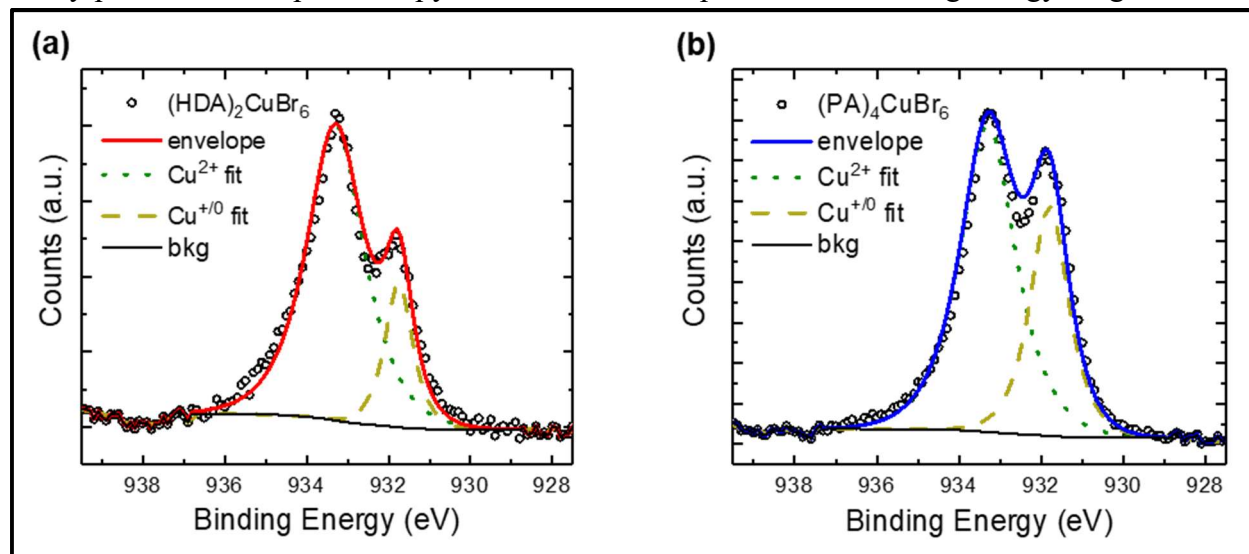 (a)
(HDA)₂CuBr₆
envelope
Cu²⁺ fit
Cu⁺/⁰ fit
bkg
Counts (a.u.)
938 936 934 932 930 928
Binding Energy (eV)
(b)
(PA)₄CuBr₆
envelope
Cu²⁺ fit
Cu⁺/⁰ fit
bkg
Counts (a.u.)
938 936 934 932 930 928
Binding Energy (eV)